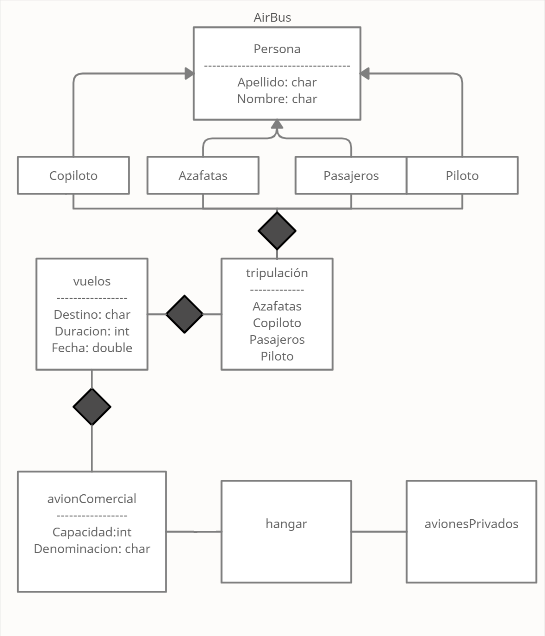 AirBus
Persona
-----------------------------------
Apellido: char
Nombre: char
Copiloto
Azafatas
Pasajeros
Piloto
vuelos
-----------------
Destino: char
Duracion: int
Fecha: double
tripulación
-------------
Azafatas
Copiloto
Pasajeros
Piloto
avionComercial
-----------------
Capacidad:int
Denominacion: char
hangar
avionesPrivados